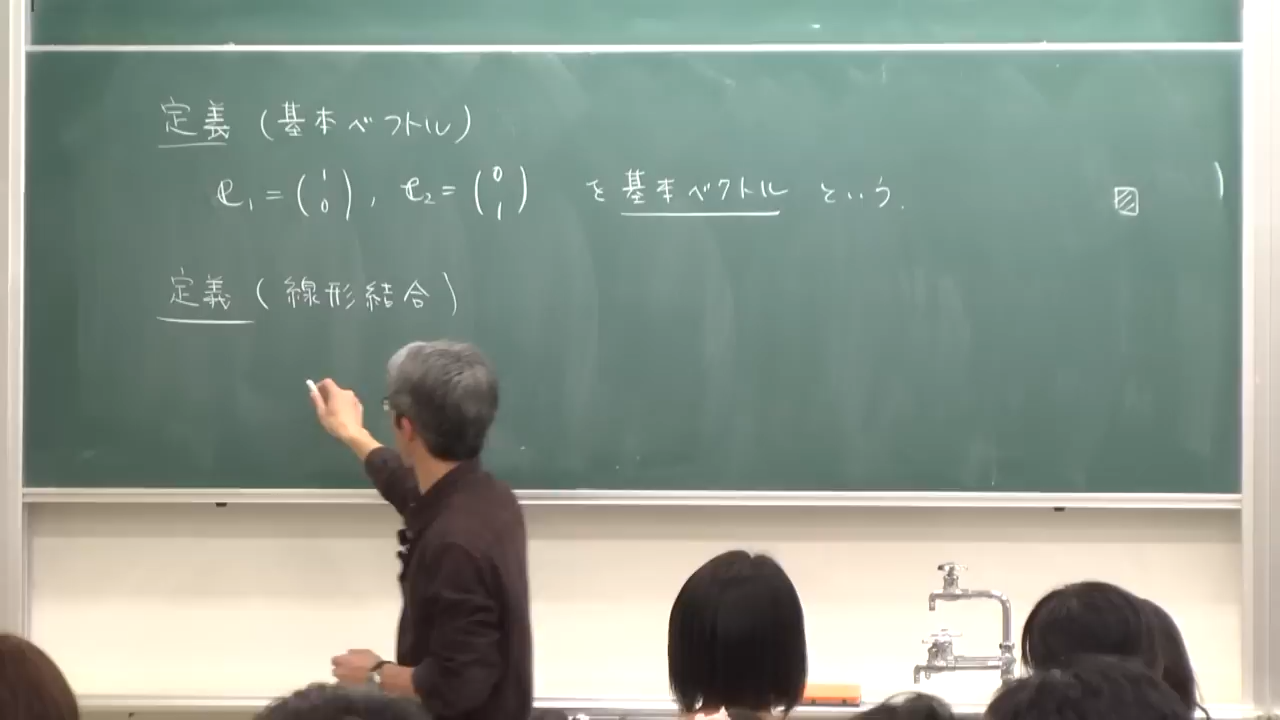 定義 (基本ベクトル)
e₁ = (1 0), e₂ = (0 1) を 基本ベクトル という.
定義 (線形結合)